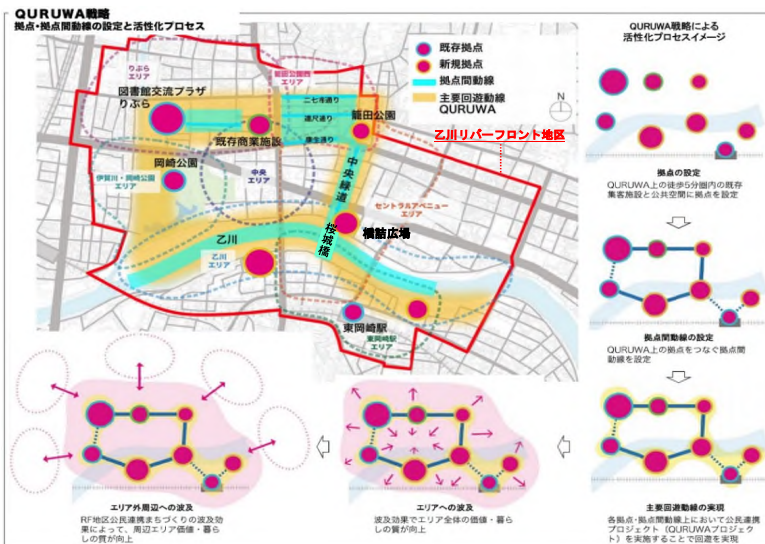 QURUWA戦略
拠点・拠点間動線の設定と活性化プロセス
既存拠点
新規拠点
拠点間動線
主要回遊動線
QURUWA
N
乙川リバーフロント地区
りぶら
エリア
籠田公園西
エリア
図書館交流プラザ
りぶら
既存商業施設
二七市通り
連尺通り
康生通り
籠田公園
岡崎公園
伊賀川・岡崎公園
エリア
中央
エリア
中央緑道
セントラルアベニュー
エリア
乙川
乙川
エリア
桜城橋
橋詰広場
東岡崎駅
東岡崎駅
エリア
QURUWA戦略による
活性化プロセスイメージ
拠点の設定
QURUWA上の徒歩5分圏内の既存
集客施設と公共空間に拠点を設定
拠点間動線の設定
QURUWA上の拠点をつなぐ拠点間
動線を設定
主要回遊動線の実現
各拠点・拠点間動線上において公民連携
プロジェクト（QURUWAプロジェク
ト）を実施することで回遊を実現
エリアへの波及
波及効果でエリア全体の価値・暮ら
しの質が向上
エリア外周辺への波及
RF地区公民連携まちづくりの波及効
果によって、周辺エリア価値・暮ら
しの質が向上